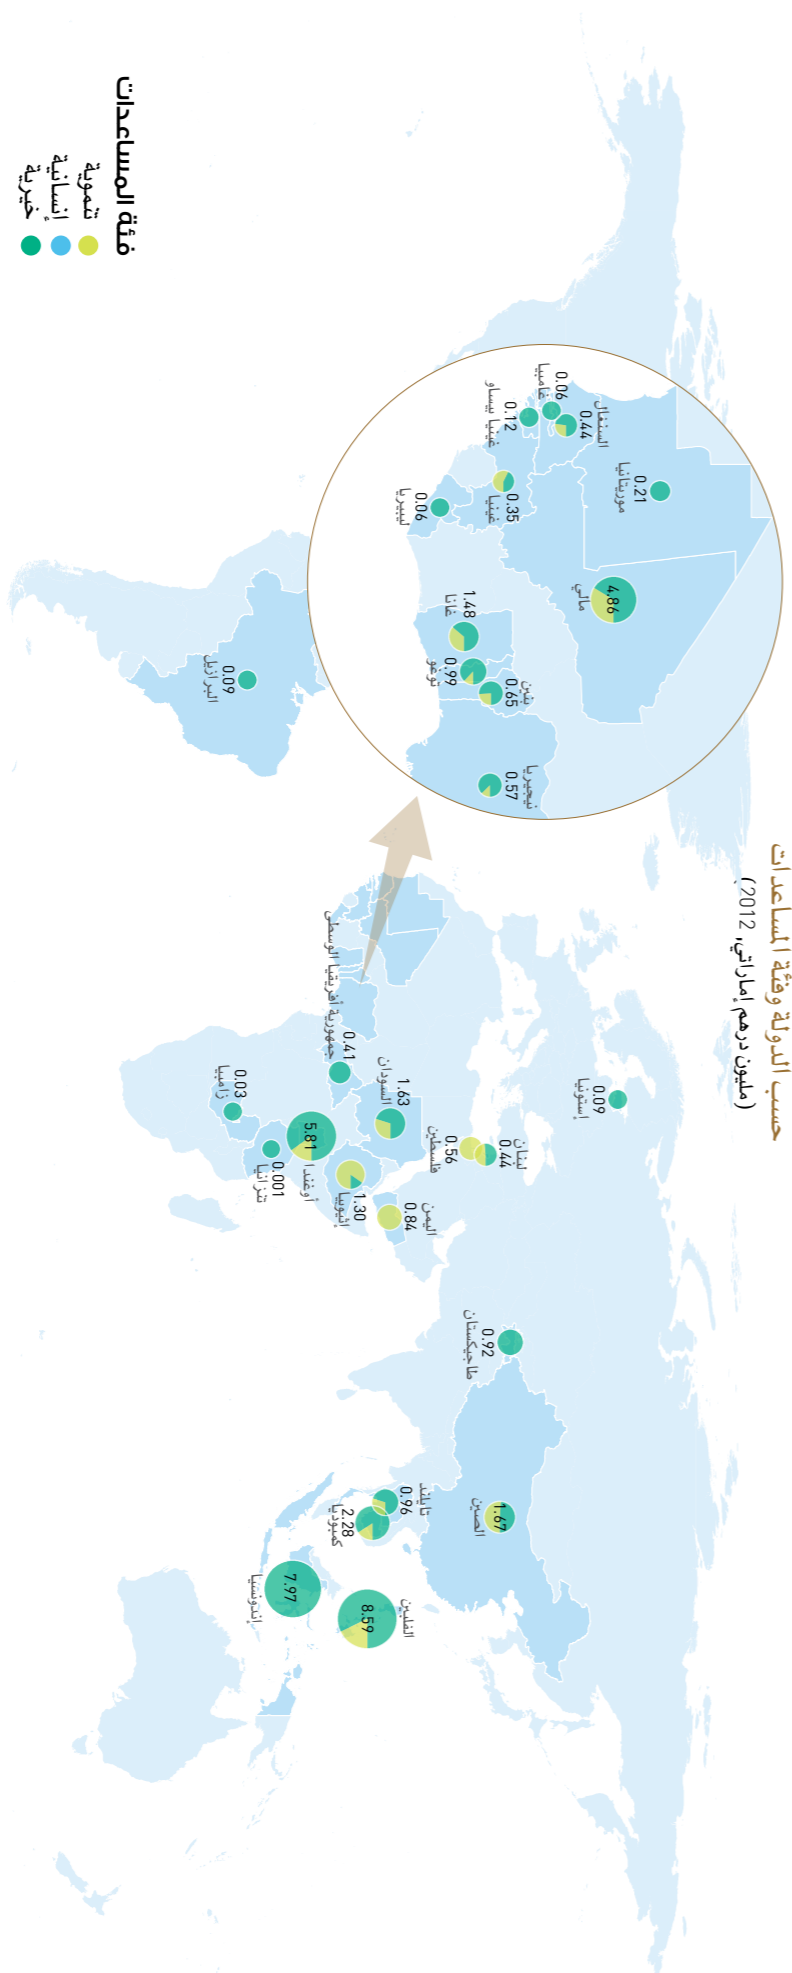 حسب الدولة وفئة المساعدات
(مليون درهم إماراتي, 2012)
إستونيا
0.09
لبنان
0.44
فلسطين
0.56
طاجيكستان
0.92
الصين
1.67
السودان
1.63
اليمن
0.84
إثيوبيا
1.30
جمهورية أفريقيا الوسطى
0.41
أوغندا
5.81
تنزانيا
0.001
زامبيا
0.03
تايلند
0.96
كمبوديا
2.28
الفلبين
8.59
إندونسيا
7.97
موريتانيا
0.21
مالي
4.86
السنغال
0.44
غامبيا
0.06
غينيا بيساو
0.12
غينيا
0.35
ليبيريا
0.06
غانا
1.48
توغو
0.99
بنين
0.65
نيجيريا
0.57
البرازيل
0.09
فئة المساعدات
تنموية
إنسانية
خيرية